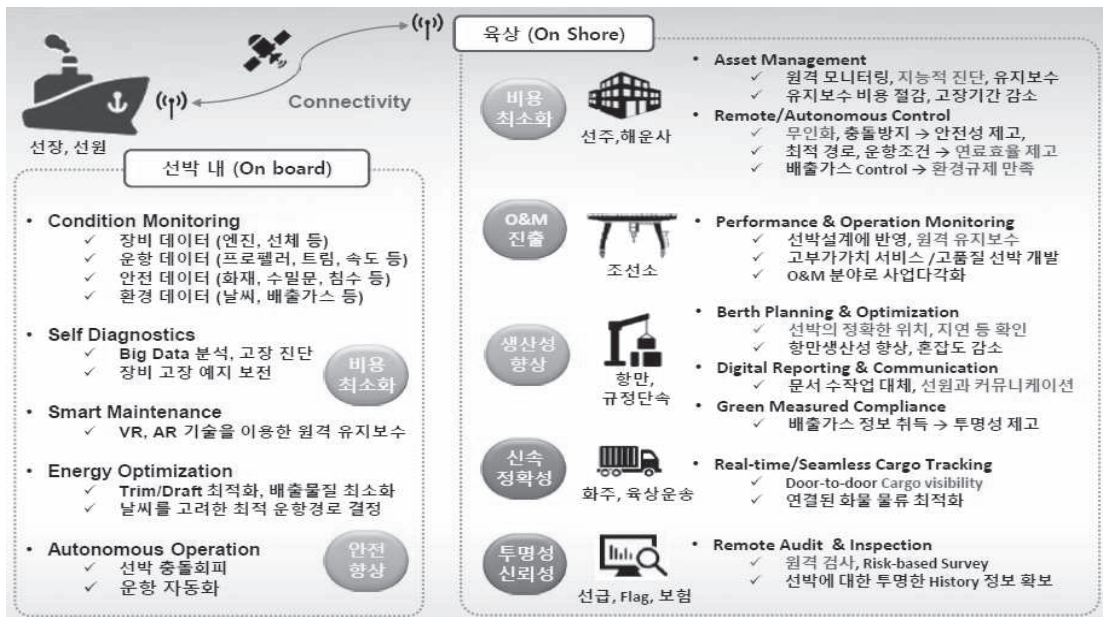 Connectivity
선장, 선원
선박 내 (On board)
• Condition Monitoring
✓ 장비 데이터 (엔진, 선체 등)
✓ 운항 데이터 (프로펠러, 트림, 속도 등)
✓ 안전 데이터 (화재, 수밀문, 침수 등)
✓ 환경 데이터 (날씨, 배출가스 등)
• Self Diagnostics
✓ Big Data 분석, 고장 진단
✓ 장비 고장 예지 보전
비용
최소화
• Smart Maintenance
✓ VR, AR 기술을 이용한 원격 유지보수
• Energy Optimization
✓ Trim/Draft 최적화, 배출물질 최소화
✓ 날씨를 고려한 최적 운항경로 결정
• Autonomous Operation
✓ 선박 충돌회피
✓ 운항 자동화
안전
향상
육상 (On Shore)
비용
최소화
선주,해운사
• Asset Management
✓ 원격 모니터링, 지능적 진단, 유지보수
✓ 유지보수 비용 절감, 고장기간 감소
• Remote/Autonomous Control
✓ 무인화, 충돌방지 → 안전성 제고,
✓ 최적 경로, 운항조건 → 연료효율 제고
✓ 배출가스 Control → 환경규제 만족
O&M
진출
조선소
• Performance & Operation Monitoring
✓ 선박설계에 반영, 원격 유지보수
✓ 고부가가치 서비스 /고품질 선박 개발
✓ O&M 분야로 사업다각화
생산성
향상
항만,
규정단속
• Berth Planning & Optimization
✓ 선박의 정확한 위치, 지연 등 확인
✓ 항만생산성 향상, 혼잡도 감소
• Digital Reporting & Communication
✓ 문서 수작업 대체, 선원과 커뮤니케이션
• Green Measured Compliance
✓ 배출가스 정보 취득 → 투명성 제고
신속
정확성
화주, 육상운송
• Real-time/Seamless Cargo Tracking
✓ Door-to-door Cargo visibility
✓ 연결된 화물 물류 최적화
투명성
신뢰성
선급, Flag, 보험
• Remote Audit & Inspection
✓ 원격 검사, Risk-based Survey
✓ 선박에 대한 투명한 History 정보 확보